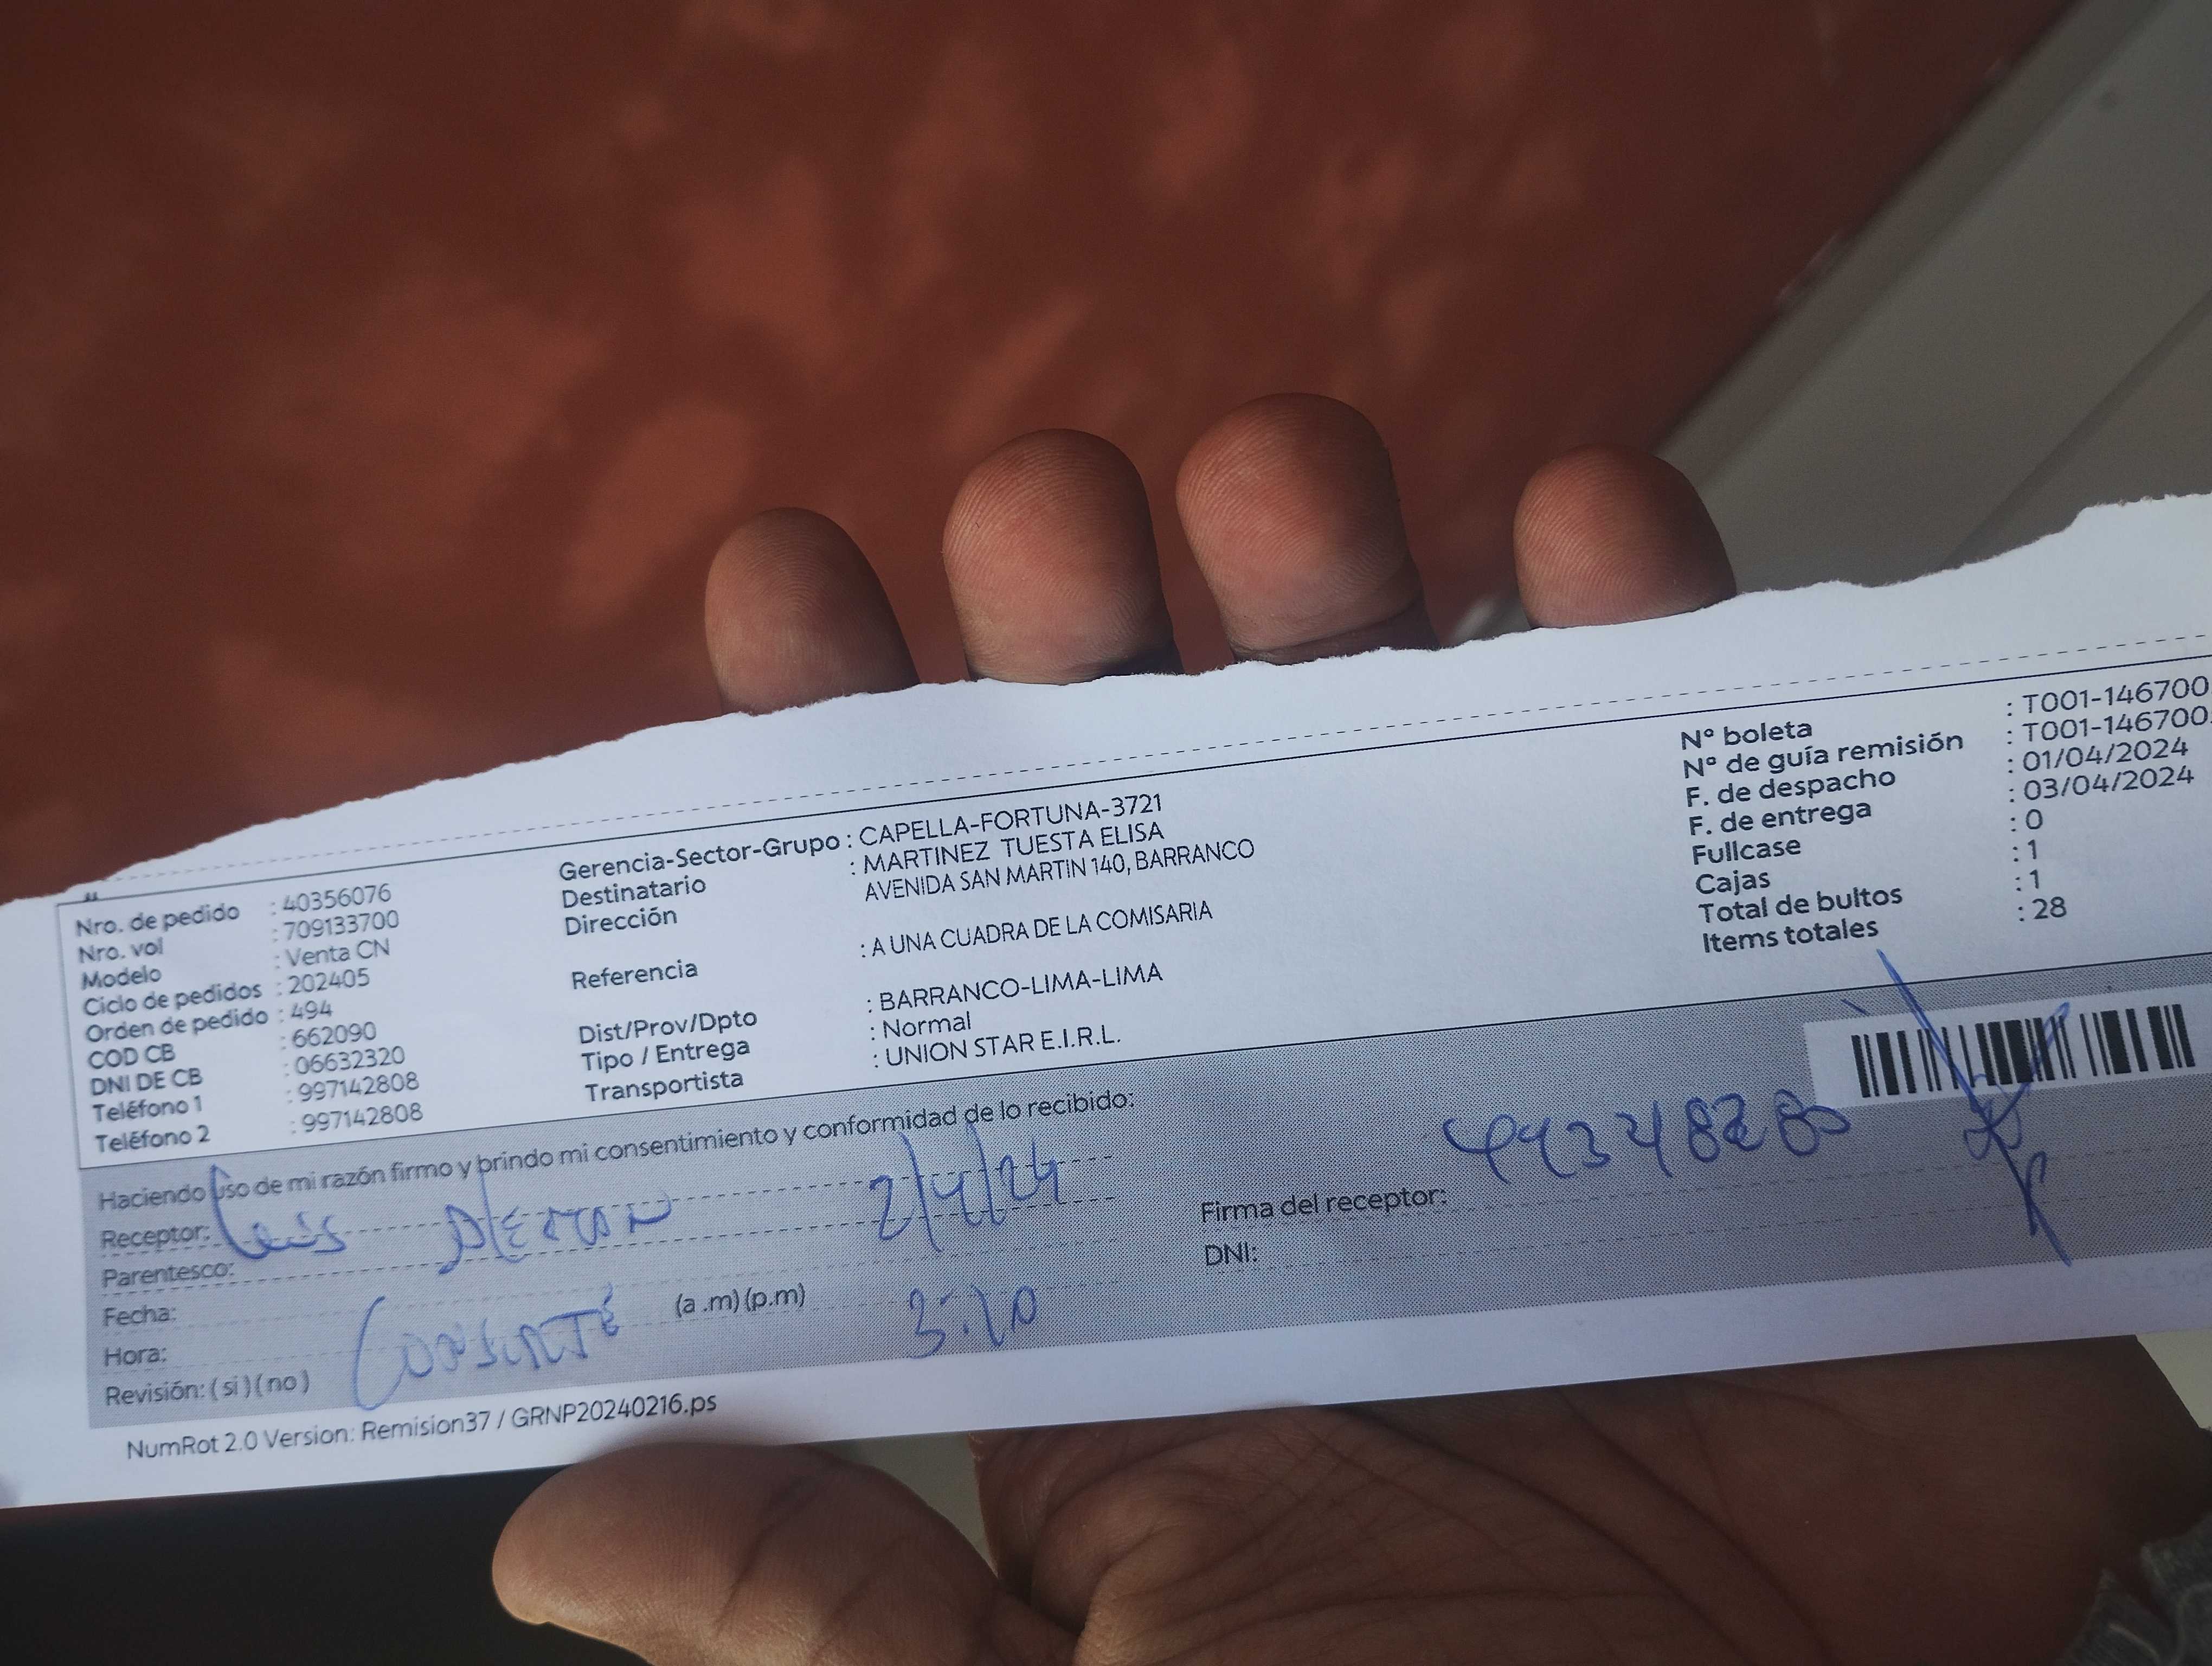 Nro. de pedido : 40356076
Nro. vol : 709133700
Modelo : Venta CN
Ciclo de pedidos : 202405
Orden de pedido : 494
COD CB : 662090
DNI DE CB : 06632320
Teléfono 1 : 997142808
Teléfono 2 : 997142808
Gerencia-Sector-Grupo : CAPELLA-FORTUNA-3721
Destinatario : MARTINEZ TUESTA ELISA
Dirección AVENIDA SAN MARTIN 140, BARRANCO
Referencia : A UNA CUADRA DE LA COMISARIA
Dist/Prov/Dpto : BARRANCO-LIMA-LIMA
Tipo / Entrega : Normal
Transportista : UNION STAR E.I.R.L.
Nº boleta : T001-146700
Nº de guía remisión : T001-146700
F. de despacho : 01/04/2024
F. de entrega : 03/04/2024
Fullcase : 0
Cajas : 1
Total de bultos : 1
Items totales : 28
Haciendo uso de mi razón firmo y brindo mi consentimiento y conformidad de lo recibido:
Receptor: Luis 2/4/24
Parentesco:
Fecha:
Hora: (a .m) (p.m) 3:10
Revisión: ( si ) ( no )
Firma del receptor:
DNI:
NumRot 2.0 Version: Remision37 / GRNP20240216.ps